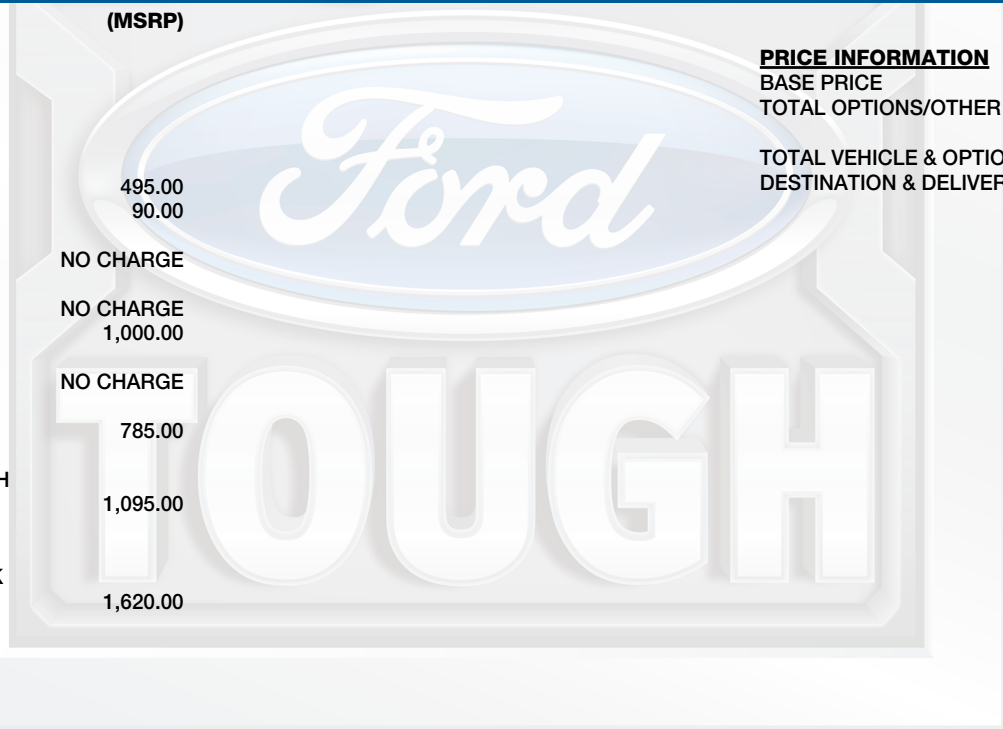 (MSRP)
495.00
90.00
NO CHARGE
NO CHARGE
1,000.00
NO CHARGE
785.00
H
1,095.00
K
1,620.00
PRICE INFORMATION
BASE PRICE
TOTAL OPTIONS/OTHER
TOTAL VEHICLE & OPTIO
DESTINATION & DELIVER
Ford
TOUGH